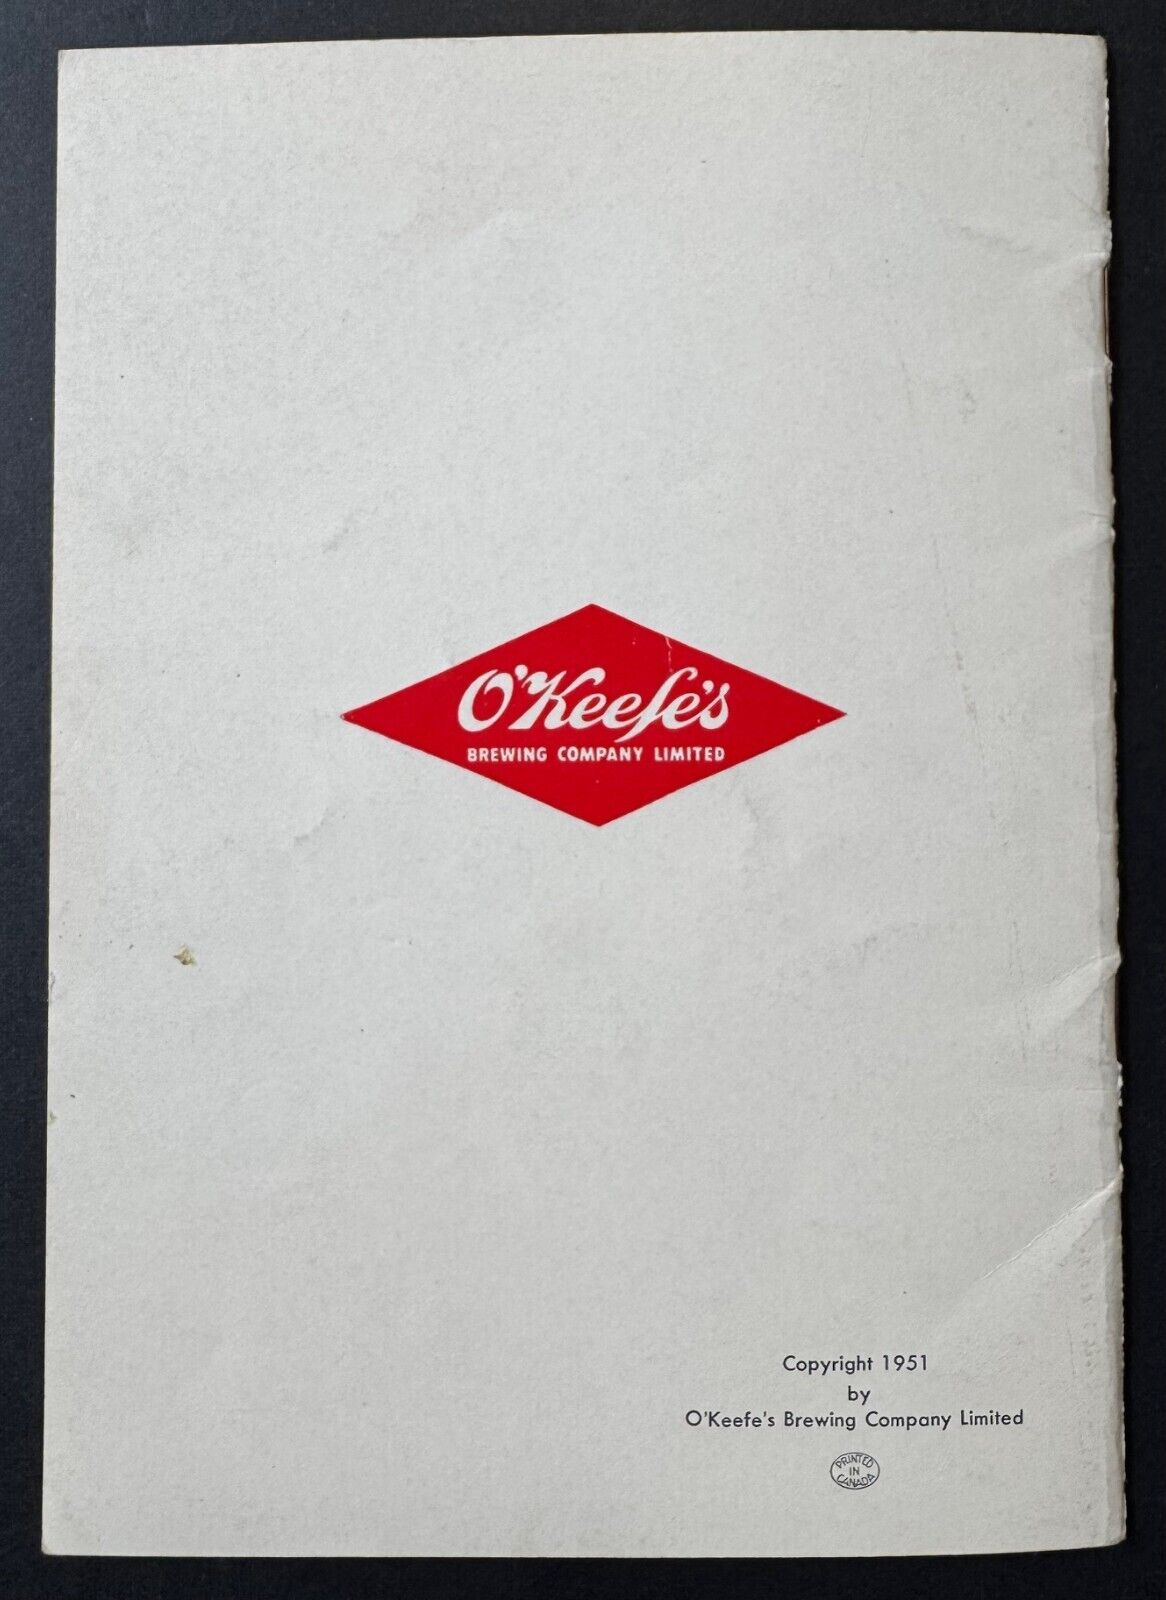 O'Keefe's
BREWING COMPANY LIMITED
Copyright 1951
by
O'Keefe's Brewing Company Limited
PRINTED
IN
CANADA